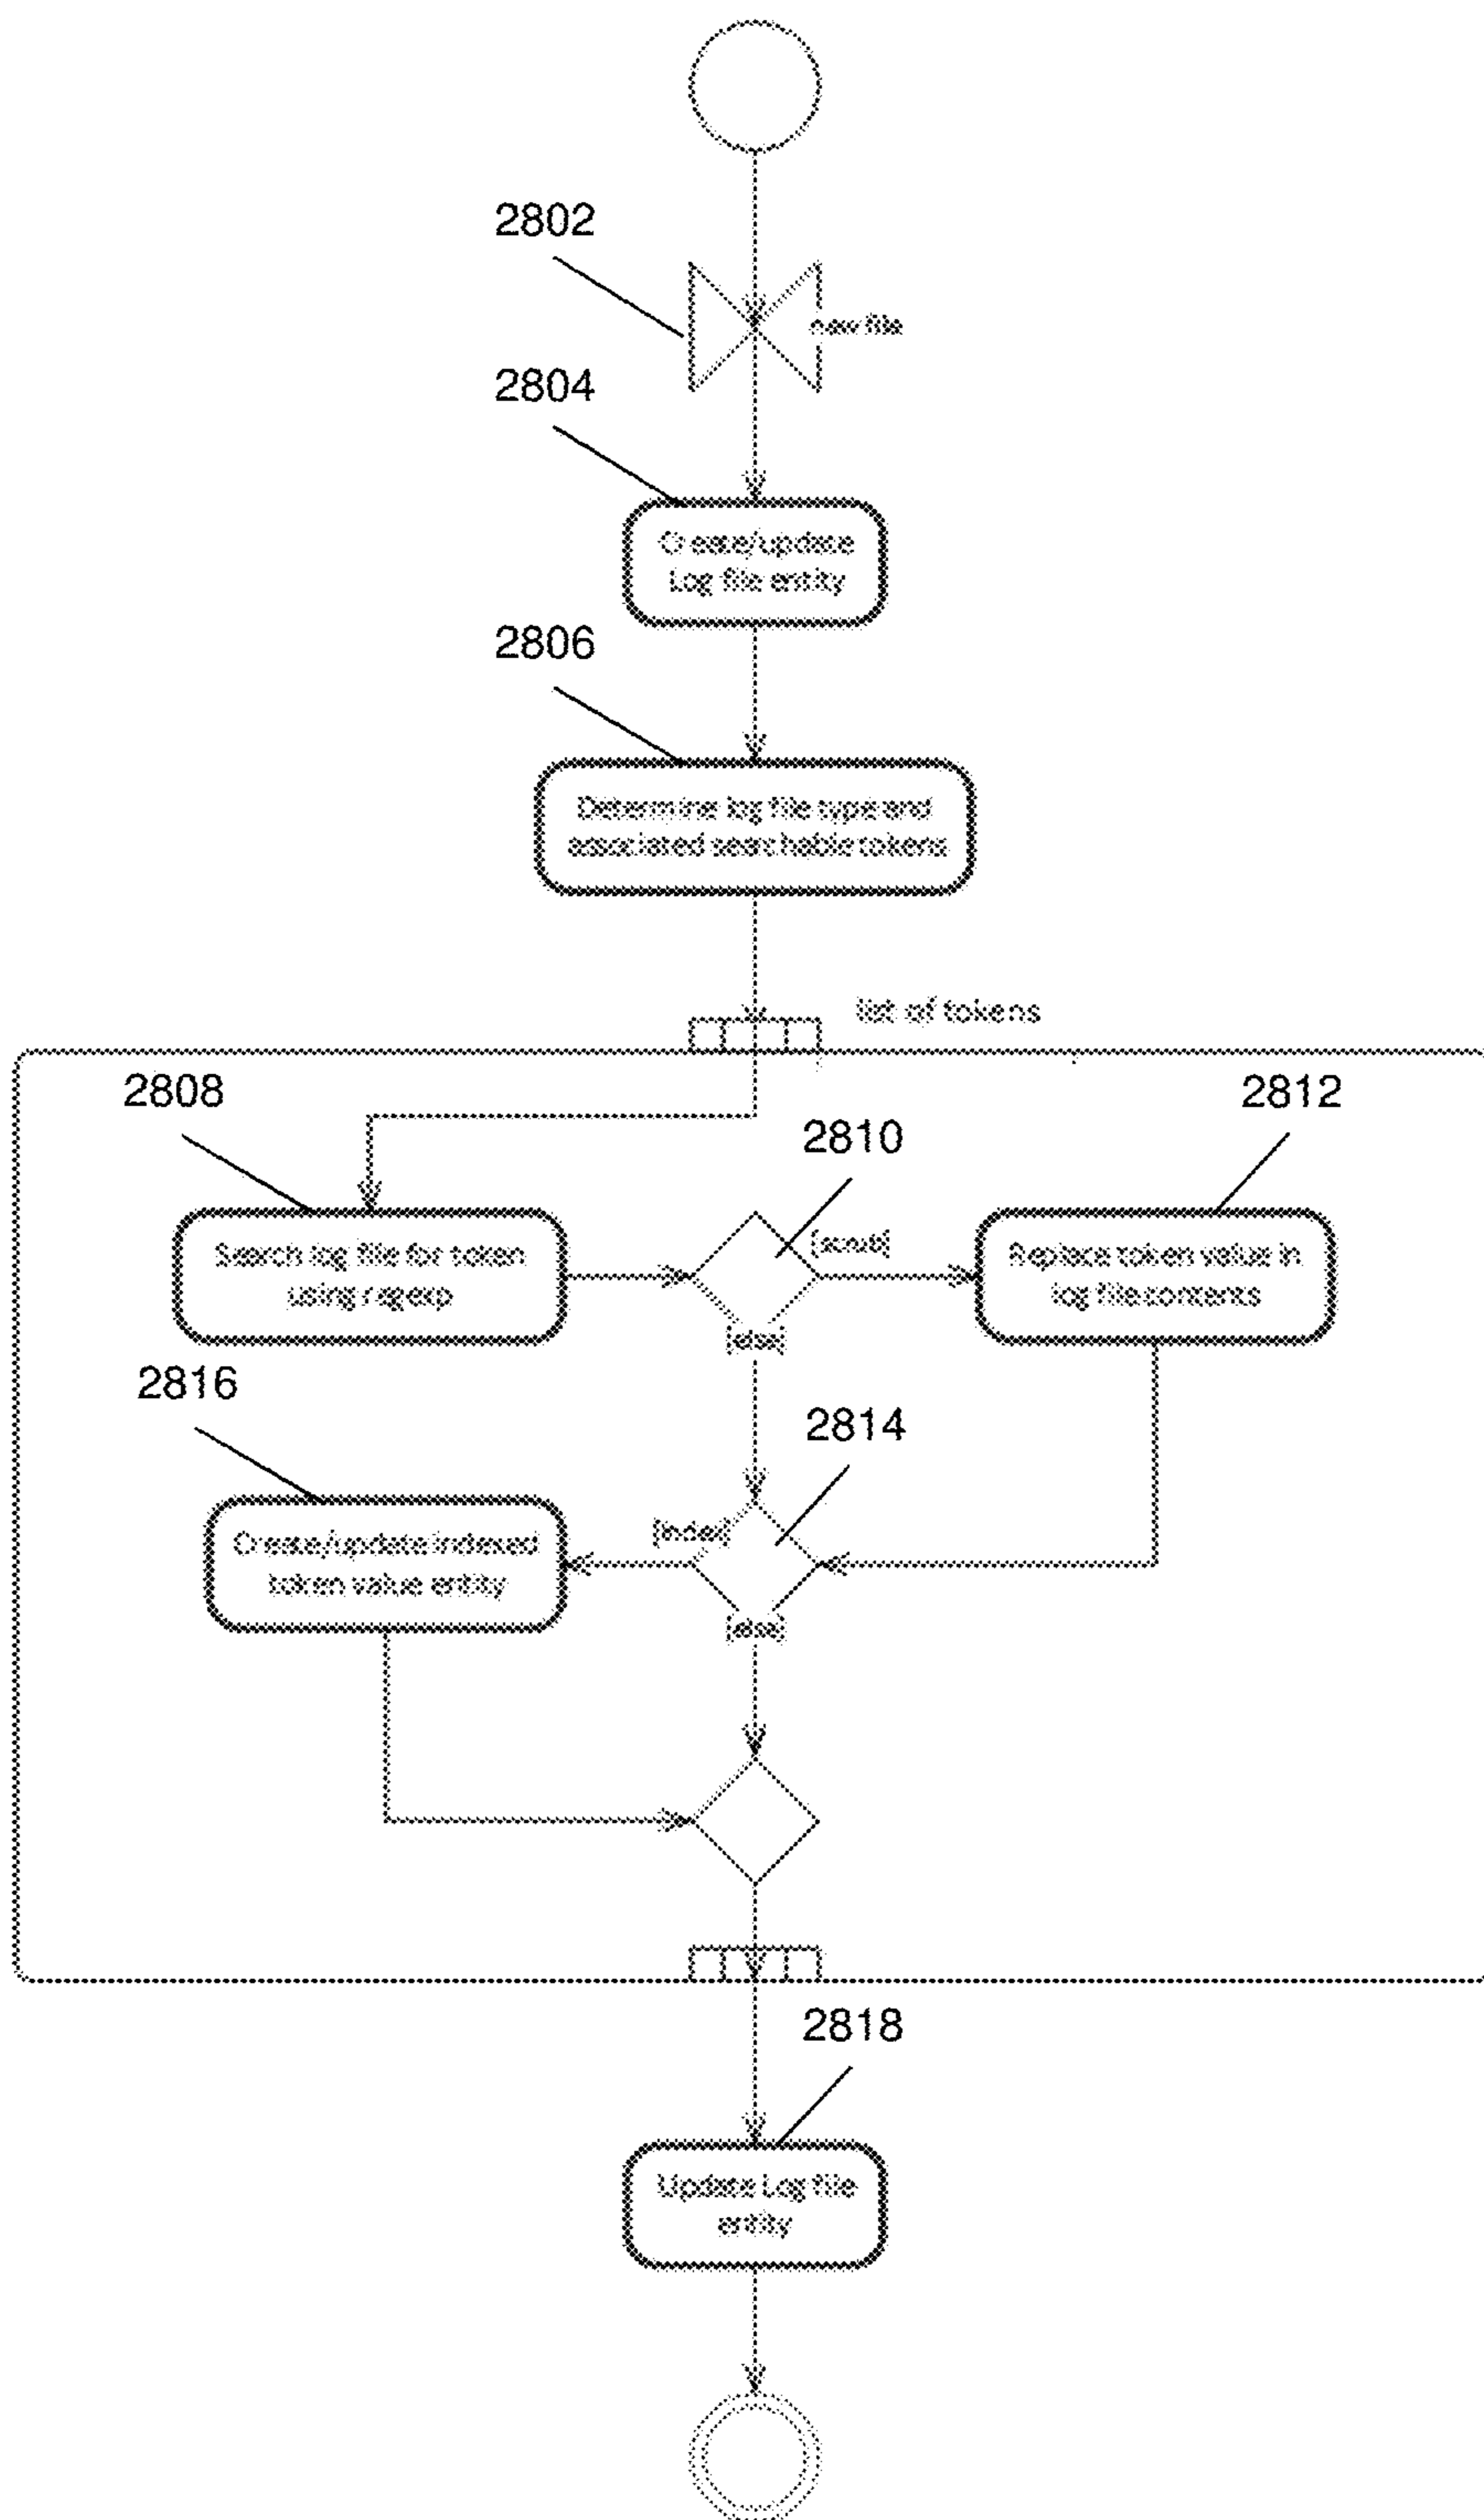 2802
new file
2804
Create/update
Log file entity
2806
Determine log file type and
associated searchable tokens
list of tokens
2808
2810
2812
Search log file for token
using
[scrub]
Replace token value in
log file contents
[else]
2816
2814
Create/update indexed
token value entity
[index]
[else]
2818
Update Log file
entity